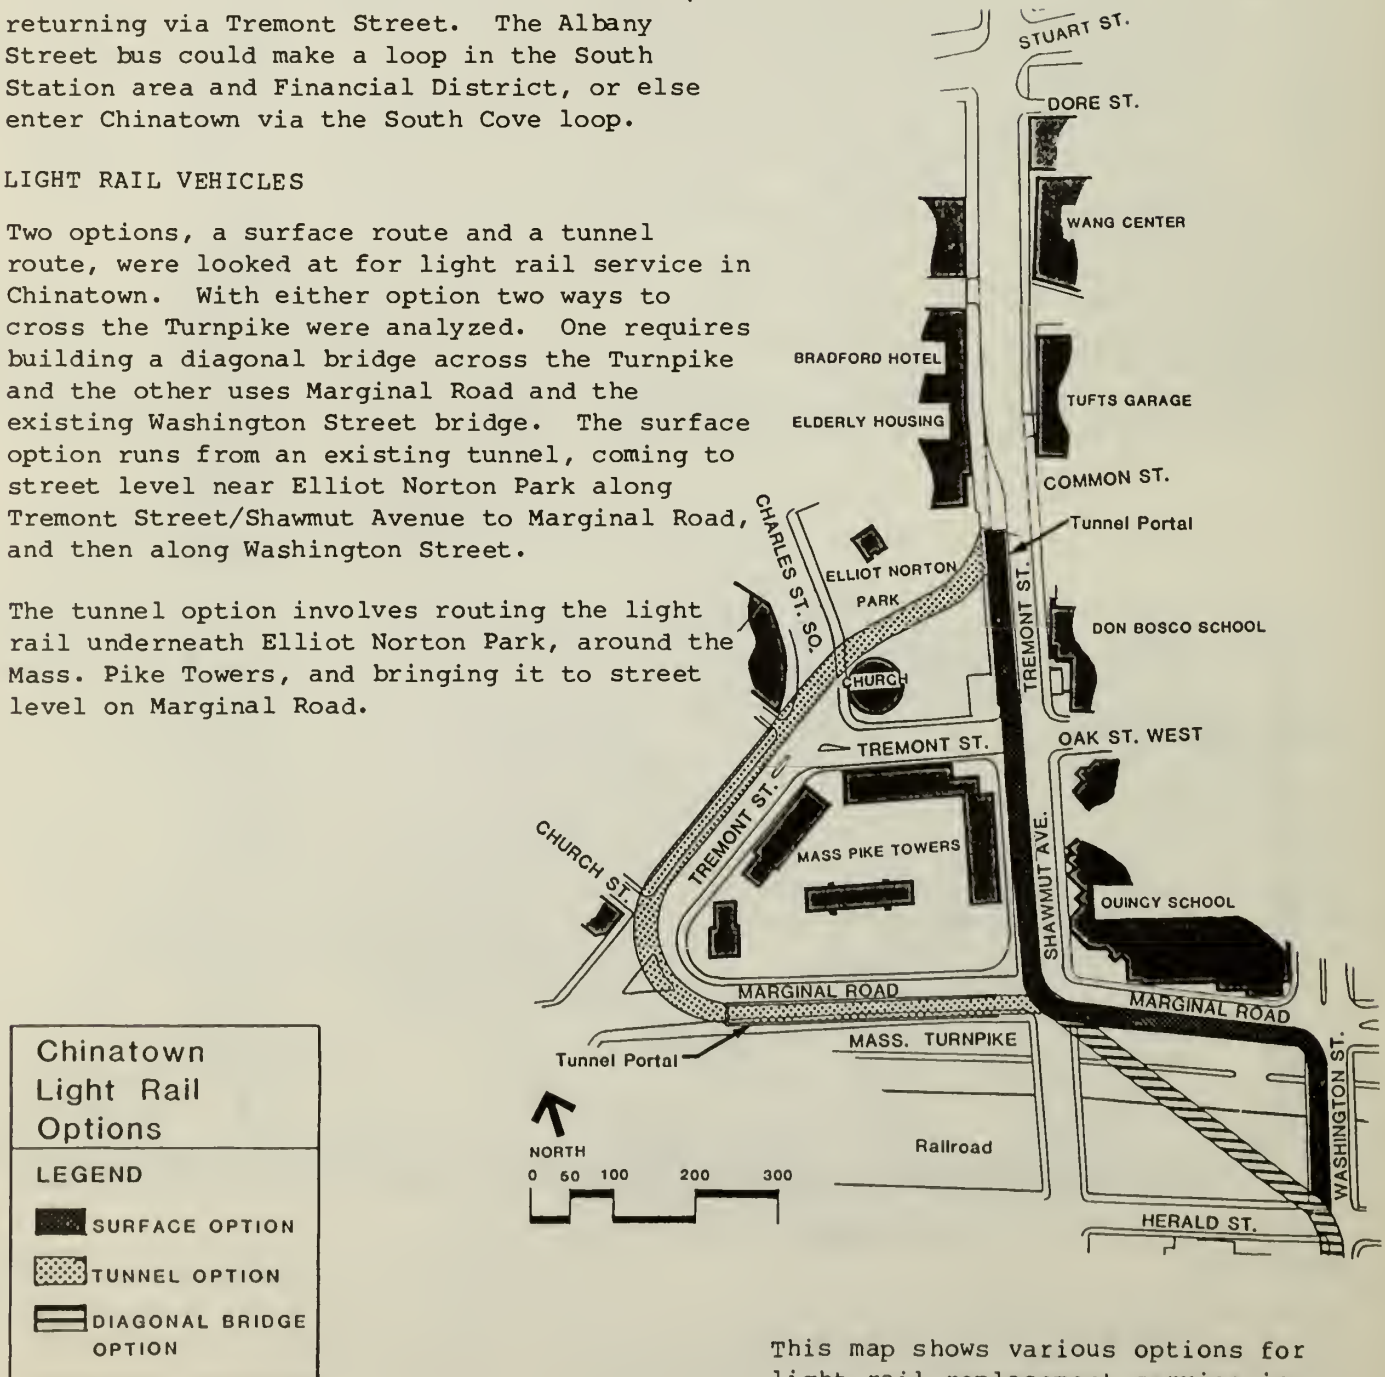 returning via Tremont Street. The Albany
Street bus could make a loop in the South
Station area and Financial District, or else
enter Chinatown via the South Cove loop.
LIGHT RAIL VEHICLES
Two options, a surface route and a tunnel
route, were looked at for light rail service in
Chinatown. With either option two ways to
cross the Turnpike were analyzed. One requires
building a diagonal bridge across the Turnpike
and the other uses Marginal Road and the
existing Washington Street bridge. The surface
option runs from an existing tunnel, coming to
street level near Elliot Norton Park along
Tremont Street/Shawmut Avenue to Marginal Road,
and then along Washington Street.
The tunnel option involves routing the light
rail underneath Elliot Norton Park, around the
Mass. Pike Towers, and bringing it to street
level on Marginal Road.
STUART ST.
DORE ST.
WANG CENTER
BRADFORD HOTEL
TUFTS GARAGE
ELDERLY HOUSING
COMMON ST.
Tunnel Portal
CHARLES ST. SO.
ELLIOT NORTON
PARK
TREMONT ST.
DON BOSCO SCHOOL
CHURCH
OAK ST. WEST
TREMONT ST.
TREMONT ST.
CHURCH ST.
MASS PIKE TOWERS
SHAWMUT AVE.
QUINCY SCHOOL
MARGINAL ROAD
MARGINAL ROAD
MASS. TURNPIKE
Tunnel Portal
WASHINGTON ST.
Railroad
HERALD ST.
NORTH
0 50 100 200 300
Chinatown
Light Rail
Options
LEGEND
SURFACE OPTION
TUNNEL OPTION
DIAGONAL BRIDGE
OPTION
This map shows various options for
light rail replacement service in